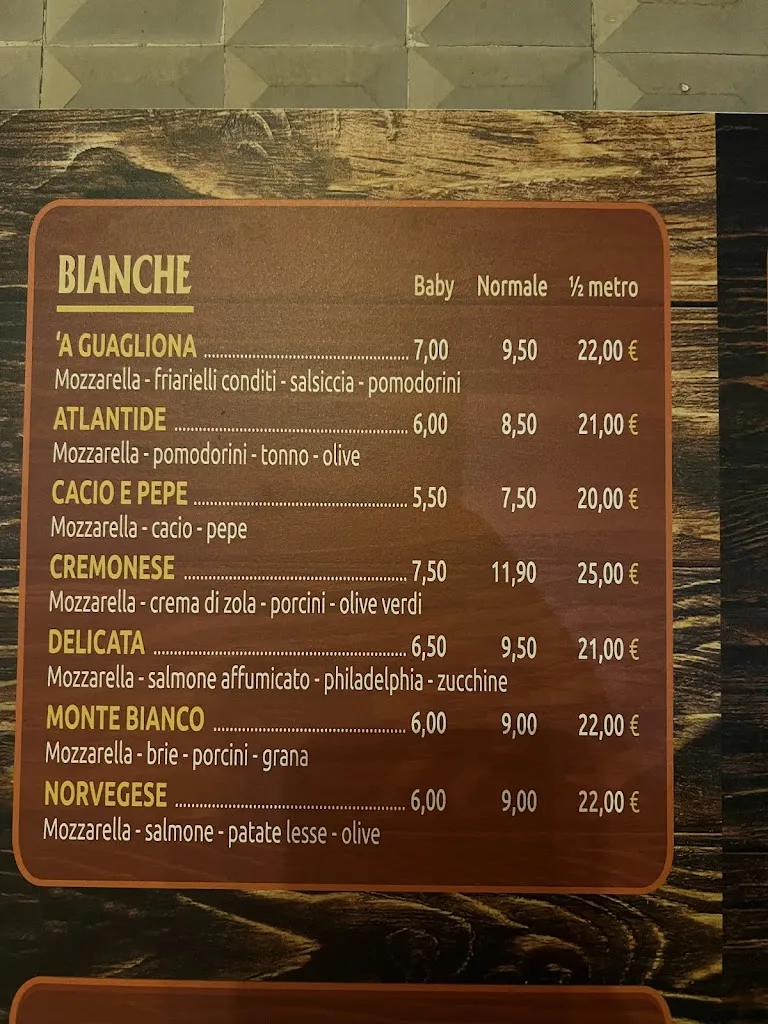 BIANCHE Baby Normale ½ metro
'A GUAGLIONA 7,00 9,50 22,00 €
Mozzarella - friarielli conditi - salsiccia - pomodorini
ATLANTIDE 6,00 8,50 21,00 €
Mozzarella - pomodorini - tonno - olive
CACIO E PEPE 5,50 7,50 20,00 €
Mozzarella - cacio - pepe
CREMONESE 7,50 11,90 25,00 €
Mozzarella - crema di zola - porcini - olive verdi
DELICATA 6,50 9,50 21,00 €
Mozzarella - salmone affumicato - philadelphia - zucchine
MONTE BIANCO 6,00 9,00 22,00 €
Mozzarella - brie - porcini - grana
NORVEGESE 6,00 9,00 22,00 €
Mozzarella - salmone - patate lesse - olive